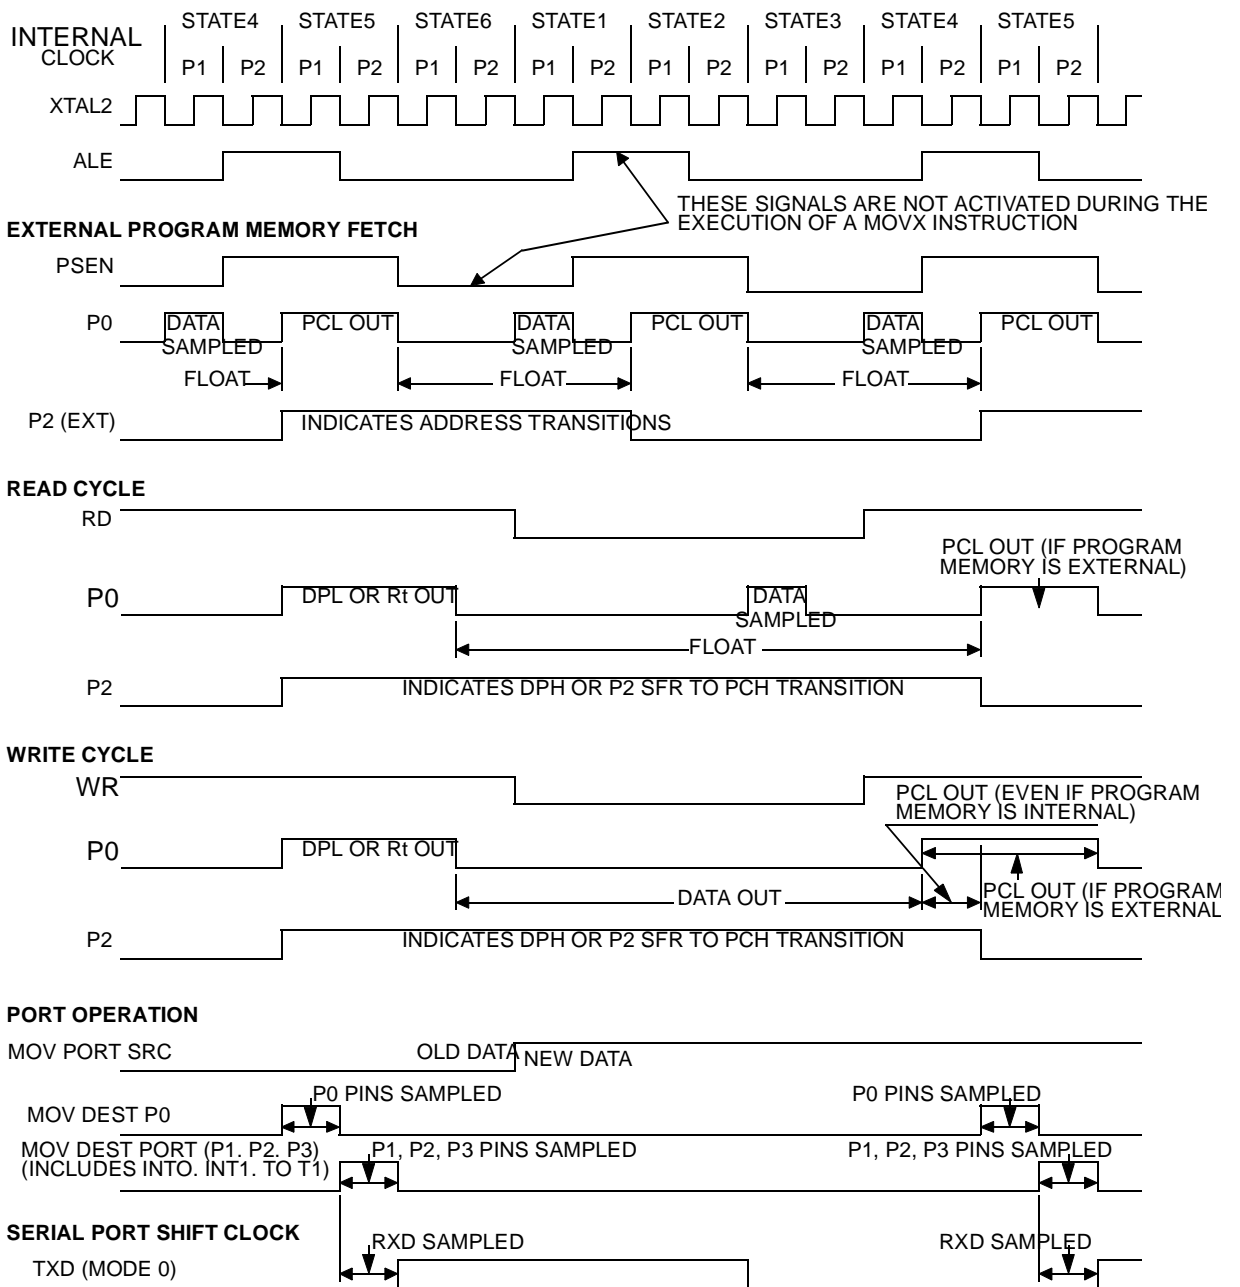 STATE4 STATE5 STATE6 STATE1 STATE2 STATE3 STATE4 STATE5
INTERNAL
CLOCK
P1 P2 P1 P2 P1 P2 P1 P2 P1 P2 P1 P2 P1 P2 P1 P2
XTAL2
ALE
THESE SIGNALS ARE NOT ACTIVATED DURING THE
EXECUTION OF A MOVX INSTRUCTION
EXTERNAL PROGRAM MEMORY FETCH
PSEN
P0 DATA PCL OUT DATA PCL OUT DATA PCL OUT
SAMPLED SAMPLED SAMPLED
FLOAT FLOAT FLOAT
P2 (EXT) INDICATES ADDRESS TRANSITIONS
READ CYCLE
RD
PCL OUT (IF PROGRAM
MEMORY IS EXTERNAL)
P0 DPL OR Rt OUT DATA
SAMPLED
FLOAT
P2 INDICATES DPH OR P2 SFR TO PCH TRANSITION
WRITE CYCLE
WR
PCL OUT (EVEN IF PROGRAM
MEMORY IS INTERNAL)
P0 DPL OR Rt OUT
DATA OUT
PCL OUT (IF PROGRAM
MEMORY IS EXTERNAL
P2 INDICATES DPH OR P2 SFR TO PCH TRANSITION
PORT OPERATION
MOV PORT SRC OLD DATA NEW DATA
P0 PINS SAMPLED P0 PINS SAMPLED
MOV DEST P0
MOV DEST PORT (P1. P2. P3) P1, P2, P3 PINS SAMPLED P1, P2, P3 PINS SAMPLED
(INCLUDES INTO. INT1. TO T1)
SERIAL PORT SHIFT CLOCK
RXD SAMPLED RXD SAMPLED
TXD (MODE 0)